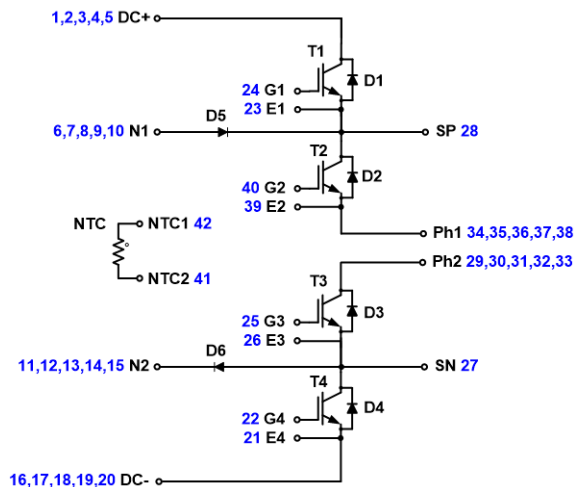 1,2,3,4,5 DC+
T1
D1
24 G1
23 E1
D5
6,7,8,9,10 N1
SP 28
T2
D2
40 G2
39 E2
NTC
NTC1 42
Ph1 34,35,36,37,38
Ph2 29,30,31,32,33
NTC2 41
T3
D3
25 G3
26 E3
D6
11,12,13,14,15 N2
SN 27
T4
D4
22 G4
21 E4
16,17,18,19,20 DC-